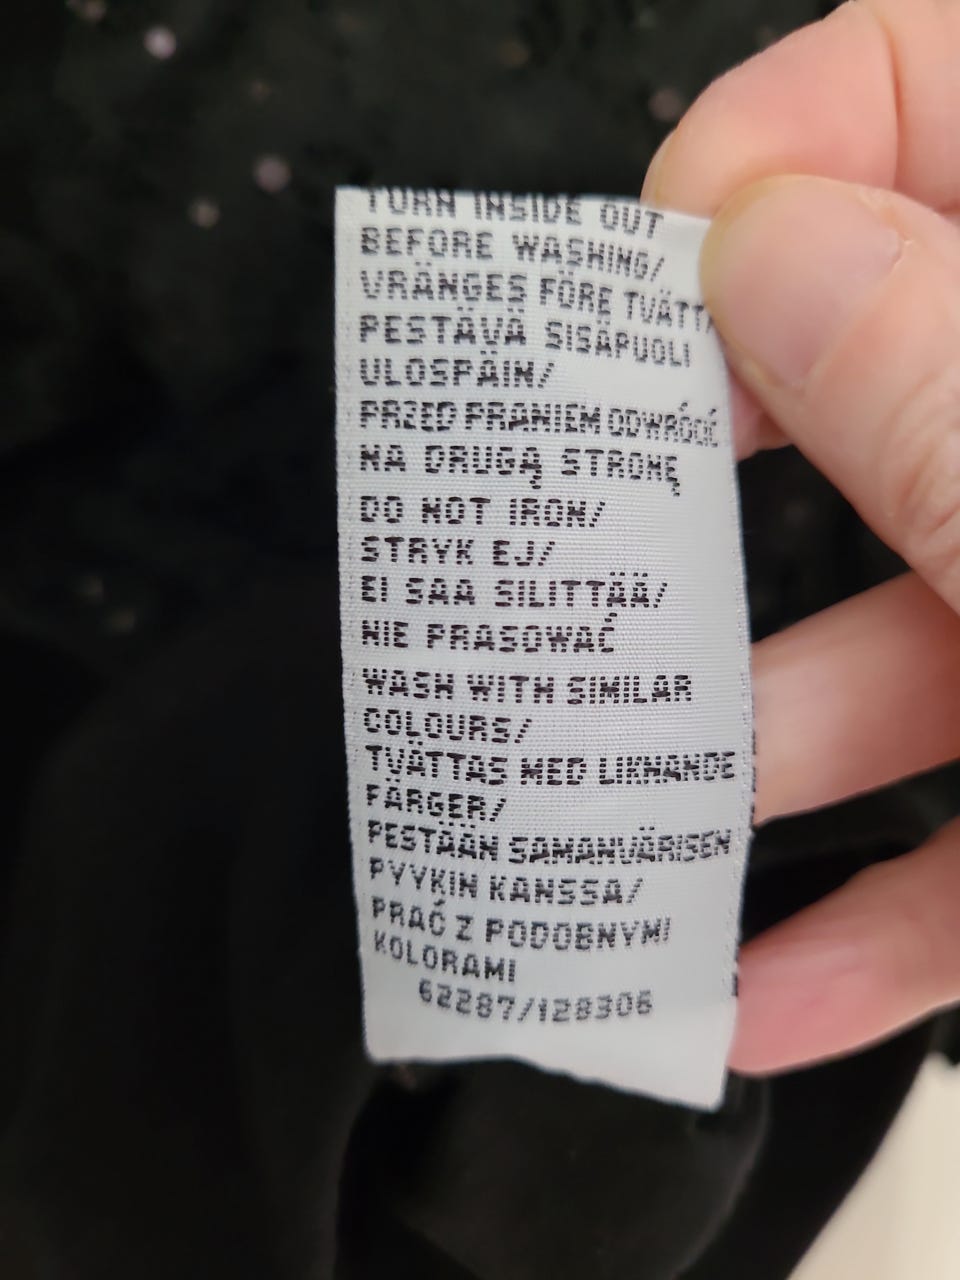 TURN INSIDE OUT
BEFORE WASHING/
VRÄNGES FÖRE TVÄTT
PESTÄVÄ SISÄPUOLI
ULOSPÄIN/
PRZED PRANIEM ODWRÓCIĆ
NA DRUGĄ STRONĘ
DO NOT IRON/
STRYK EJ/
EI SAA SILITTÄÄ/
NIE PRASOWAĆ
WASH WITH SIMILAR
COLOURS/
TVÄTTAS MED LIKNANDE
FÄRGER/
PESTÄÄN SAMANVÄRISEN
PYYKIN KANSSA/
PRAĆ Z PODOBNYMI
KOLORAMI
62287/128306